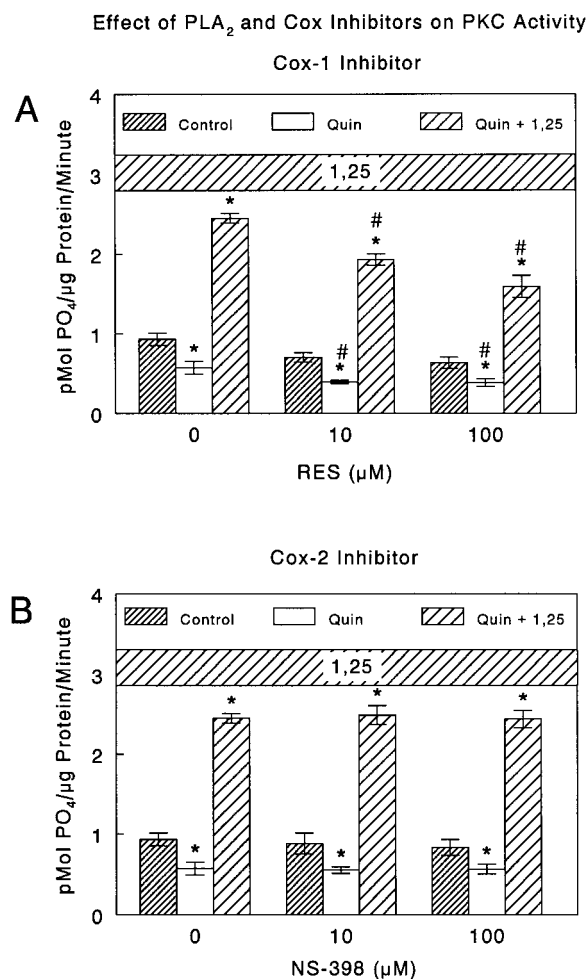 Effect of PLA₂ and Cox Inhibitors on PKC Activity
Cox-1 Inhibitor
A
pMol PO₄/µg Protein/Minute
4
3
2
1
0
Control Quin Quin + 1,25
1,25
*
*
#
*
#
*
#
*
#
*
0 10 100
RES (µM)
Cox-2 Inhibitor
B
pMol PO₄/µg Protein/Minute
4
3
2
1
0
Control Quin Quin + 1,25
1,25
* * *
* * *
0 10 100
NS-398 (µM)